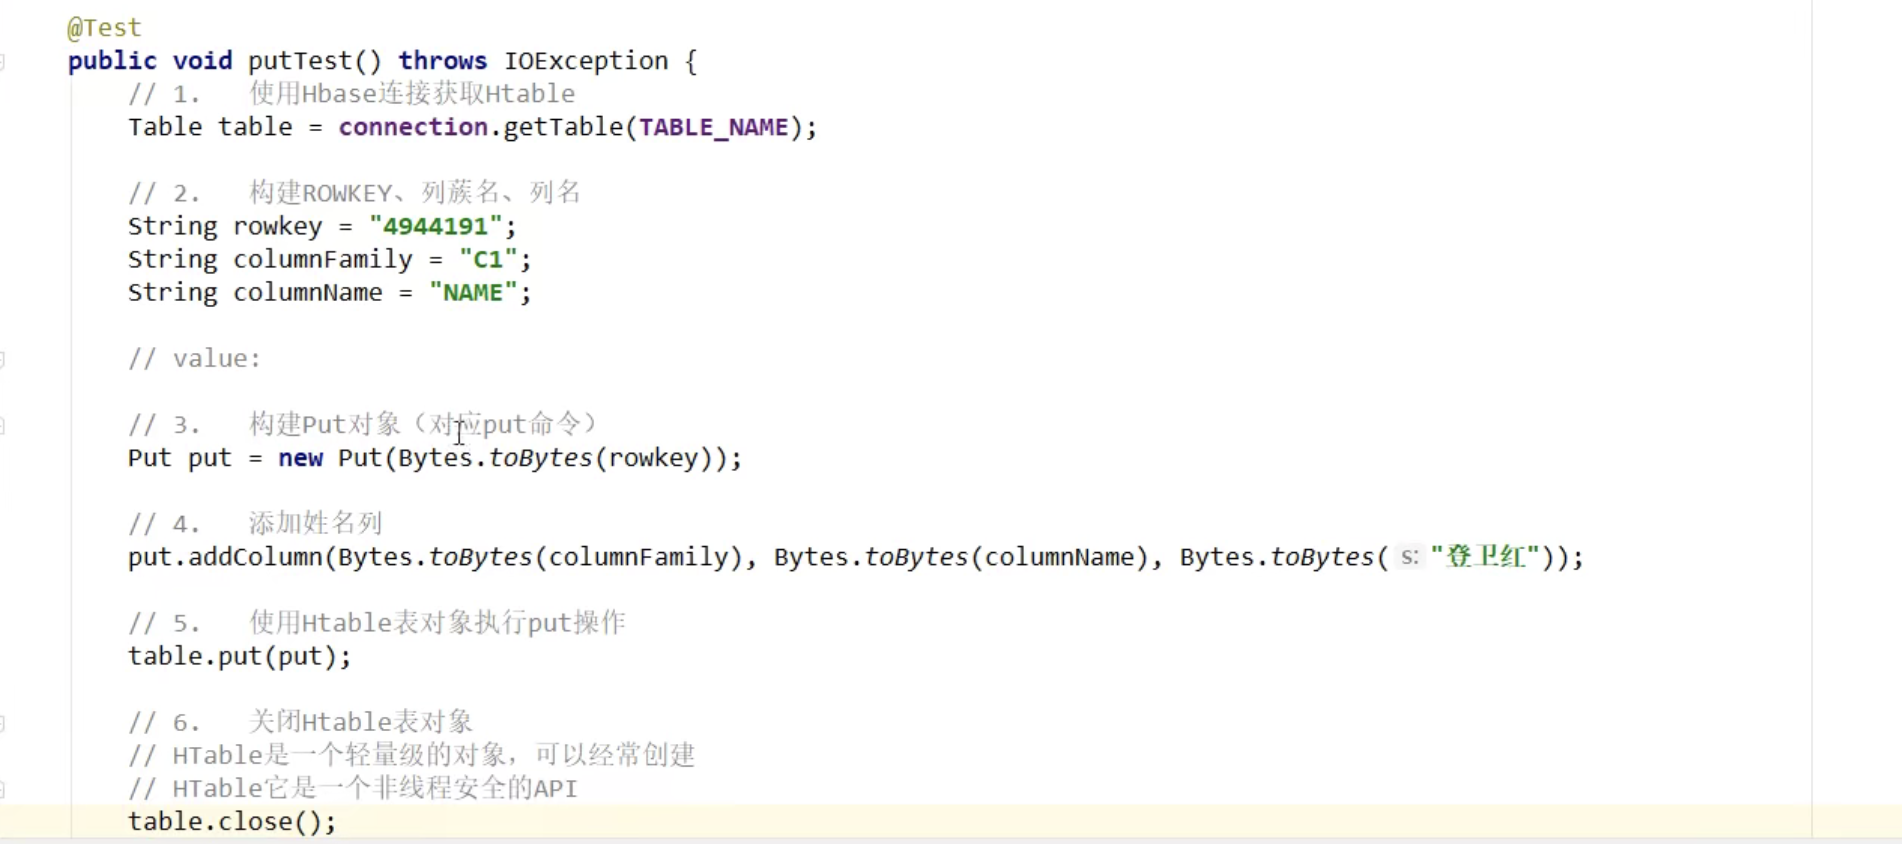 @Test
public void putTest() throws IOException {
// 1.   使用Hbase连接获取Htable
Table table = connection.getTable(TABLE_NAME);
// 2.   构建ROWKEY、列蔟名、列名
String rowkey = "4944191";
String columnFamily = "C1";
String columnName = "NAME";
// value:
// 3.   构建Put对象（对应put命令）
Put put = new Put(Bytes.toBytes(rowkey));
// 4.   添加姓名列
put.addColumn(Bytes.toBytes(columnFamily), Bytes.toBytes(columnName), Bytes.toBytes( s: "登卫红"));
// 5.   使用Htable表对象执行put操作
table.put(put);
// 6.   关闭Htable表对象
// HTable是一个轻量级的对象，可以经常创建
// HTable它是一个非线程安全的API
table.close();